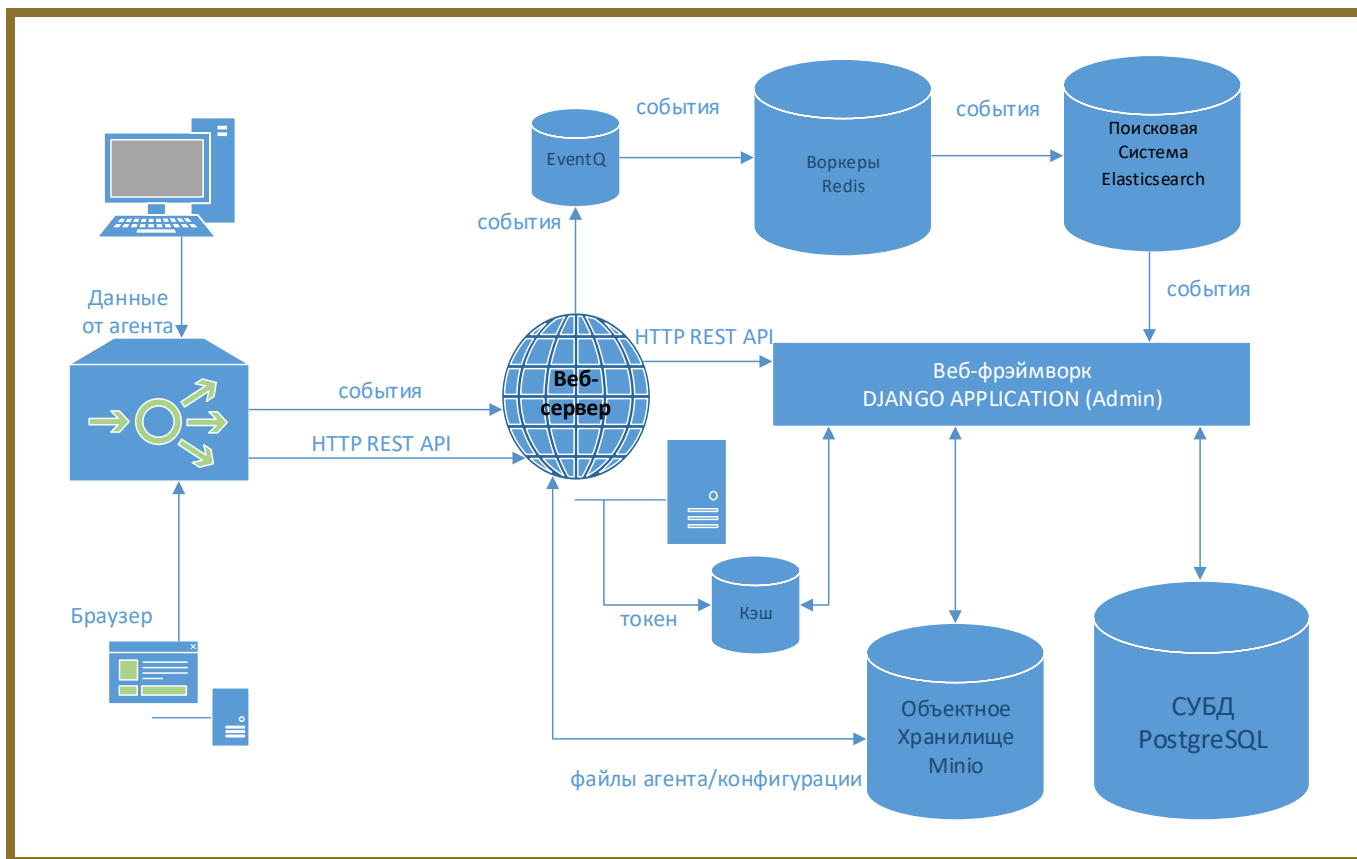 события
события
EventQ
Воркеры
Redis
Поисковая
Система
Elasticsearch
события
события
Данные
от агента
HTTP REST API
Веб-
сервер
события
HTTP REST API
Веб-фрэймворк
DJANGO APPLICATION (Admin)
Браузер
токен
Кэш
Объектное
Хранилище
Minio
СУБД
PostgreSQL
файлы агента/конфигурации